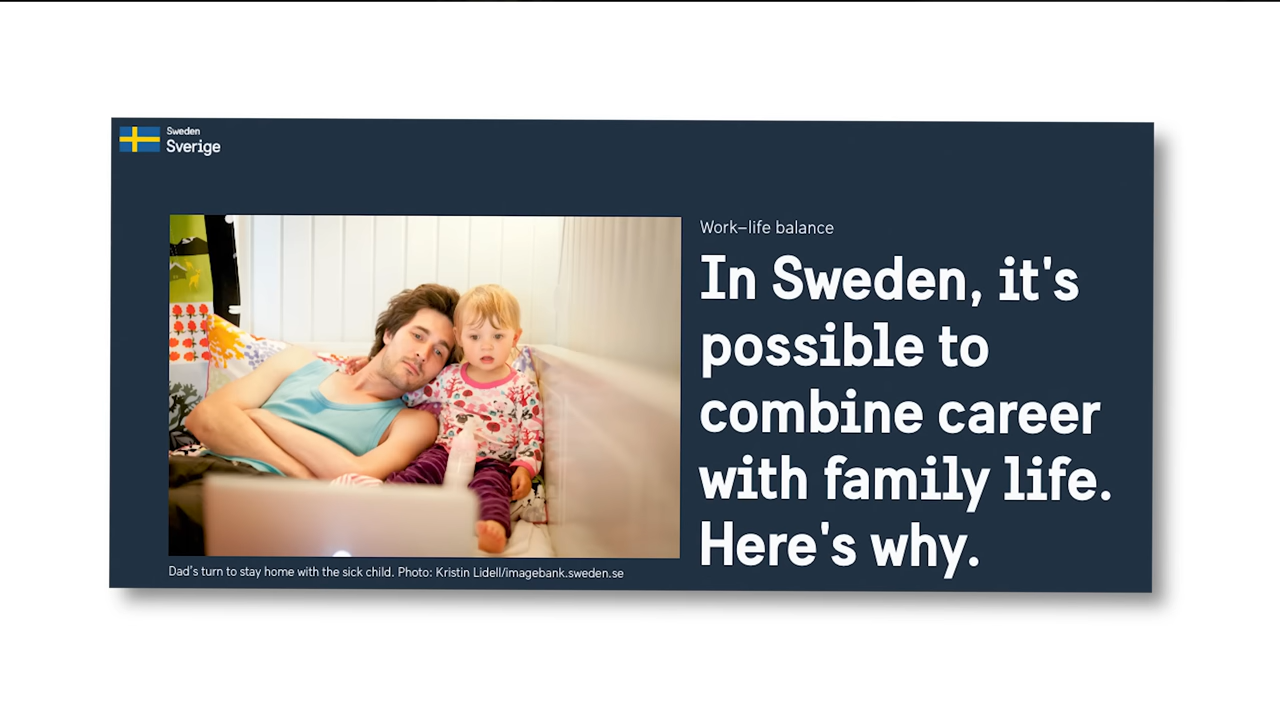 Sweden
Sverige
Work–life balance
In Sweden, it's
possible to
combine career
with family life.
Here's why.
Dad's turn to stay home with the sick child. Photo: Kristin Lidell/imagebank.sweden.se